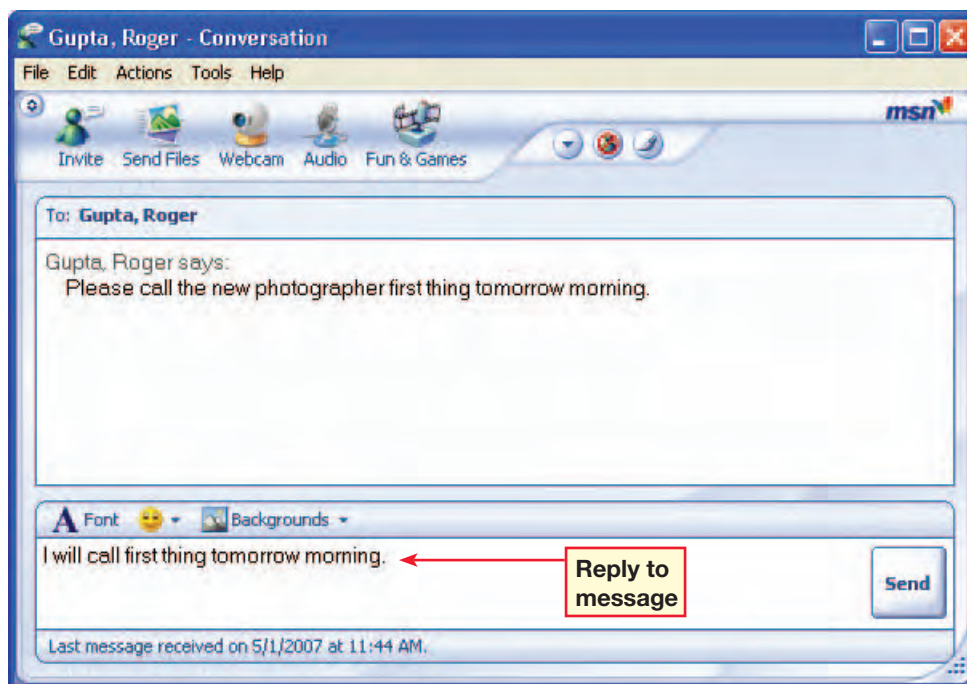 Gupta, Roger - Conversation
File Edit Actions Tools Help
msn
Invite Send Files Webcam Audio Fun & Games
To: Gupta, Roger
Gupta, Roger says:
Please call the new photographer first thing tomorrow morning.
A Font Backgrounds
I will call first thing tomorrow morning.
Reply to
message
Send
Last message received on 5/1/2007 at 11:44 AM.